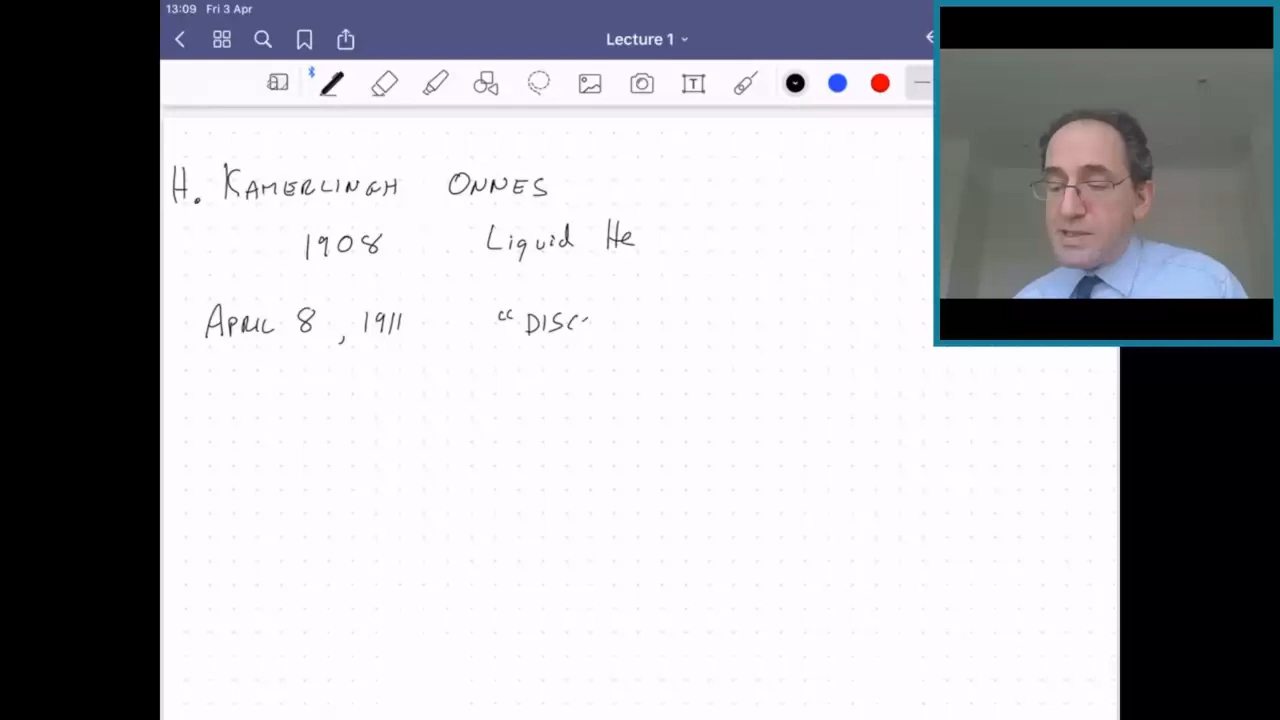 13:09 Fri 3 Apr
Lecture 1
T
H. KAMERLINGH ONNES
1908 Liquid He
APRIL 8, 1911 "DISC